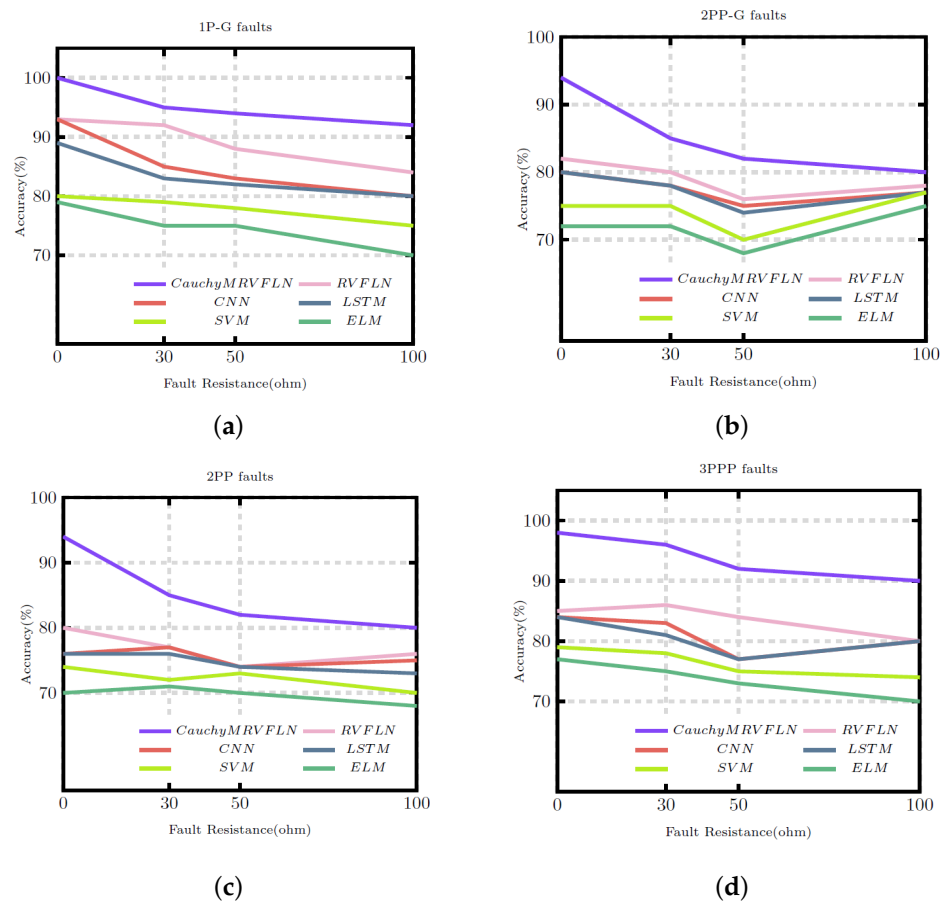 (a)
1P-G faults
100
90
80
70
Accuracy(%)
CauchyMRVFLN RVFLN
CNN LSTM
SVM ELM
0 30 50 100
Fault Resistance(ohm)
(b)
2PP-G faults
100
90
80
70
Accuracy(%)
CauchyMRVFLN RVFLN
CNN LSTM
SVM ELM
0 30 50 100
Fault Resistance(ohm)
(a)
(b)
2PP faults
100
90
80
70
Accuracy(%)
CauchyMRVFLN RVFLN
CNN LSTM
SVM ELM
0 30 50 100
Fault Resistance(ohm)
3PPP faults
100
90
80
70
Accuracy(%)
CauchyMRVFLN RVFLN
CNN LSTM
SVM ELM
0 30 50 100
Fault Resistance(ohm)
(c)
(d)